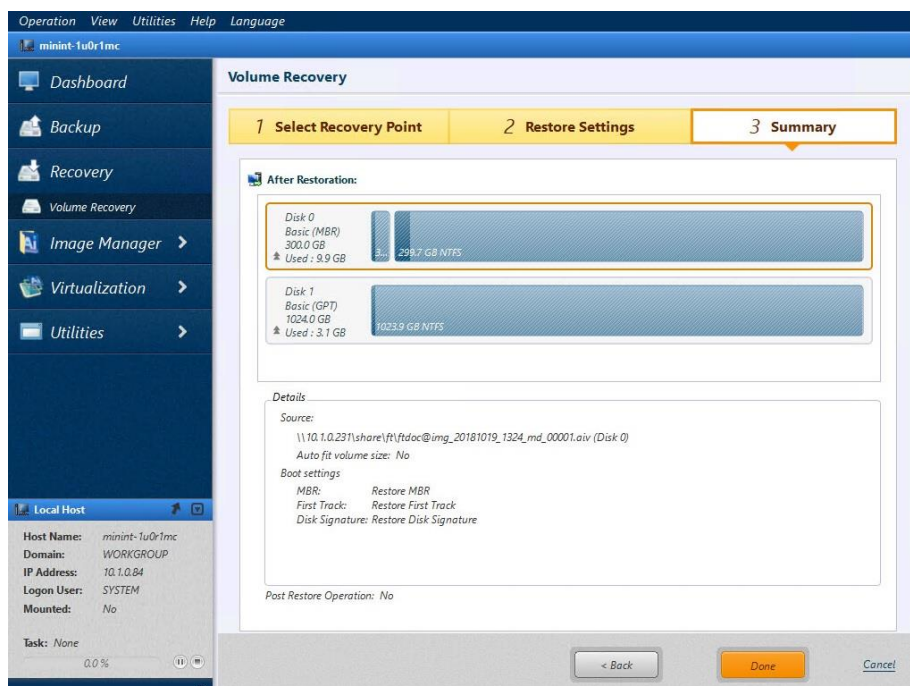 Operation View Utilities Help Language
minint-1u0r1mc
Dashboard
Backup
Recovery
Volume Recovery
Image Manager
Virtualization
Utilities
Local Host
Host Name: minint-1u0r1mc
Domain: WORKGROUP
IP Address: 10.1.0.84
Logon User: SYSTEM
Mounted: No
Task: None
0.0 %
Volume Recovery
1 Select Recovery Point
2 Restore Settings
3 Summary
After Restoration:
Disk 0
Basic (MBR)
300.0 GB
Used : 9.9 GB
3...
299.7 GB NTFS
Disk 1
Basic (GPT)
1024.0 GB
Used : 3.1 GB
1023.9 GB NTFS
Details
Source:
\\10.1.0.231\share\ft\ftdoc@img_20181019_1324_md_00001.aiv (Disk 0)
Auto fit volume size: No
Boot settings
MBR: Restore MBR
First Track: Restore First Track
Disk Signature: Restore Disk Signature
Post Restore Operation: No
< Back
Done
Cancel